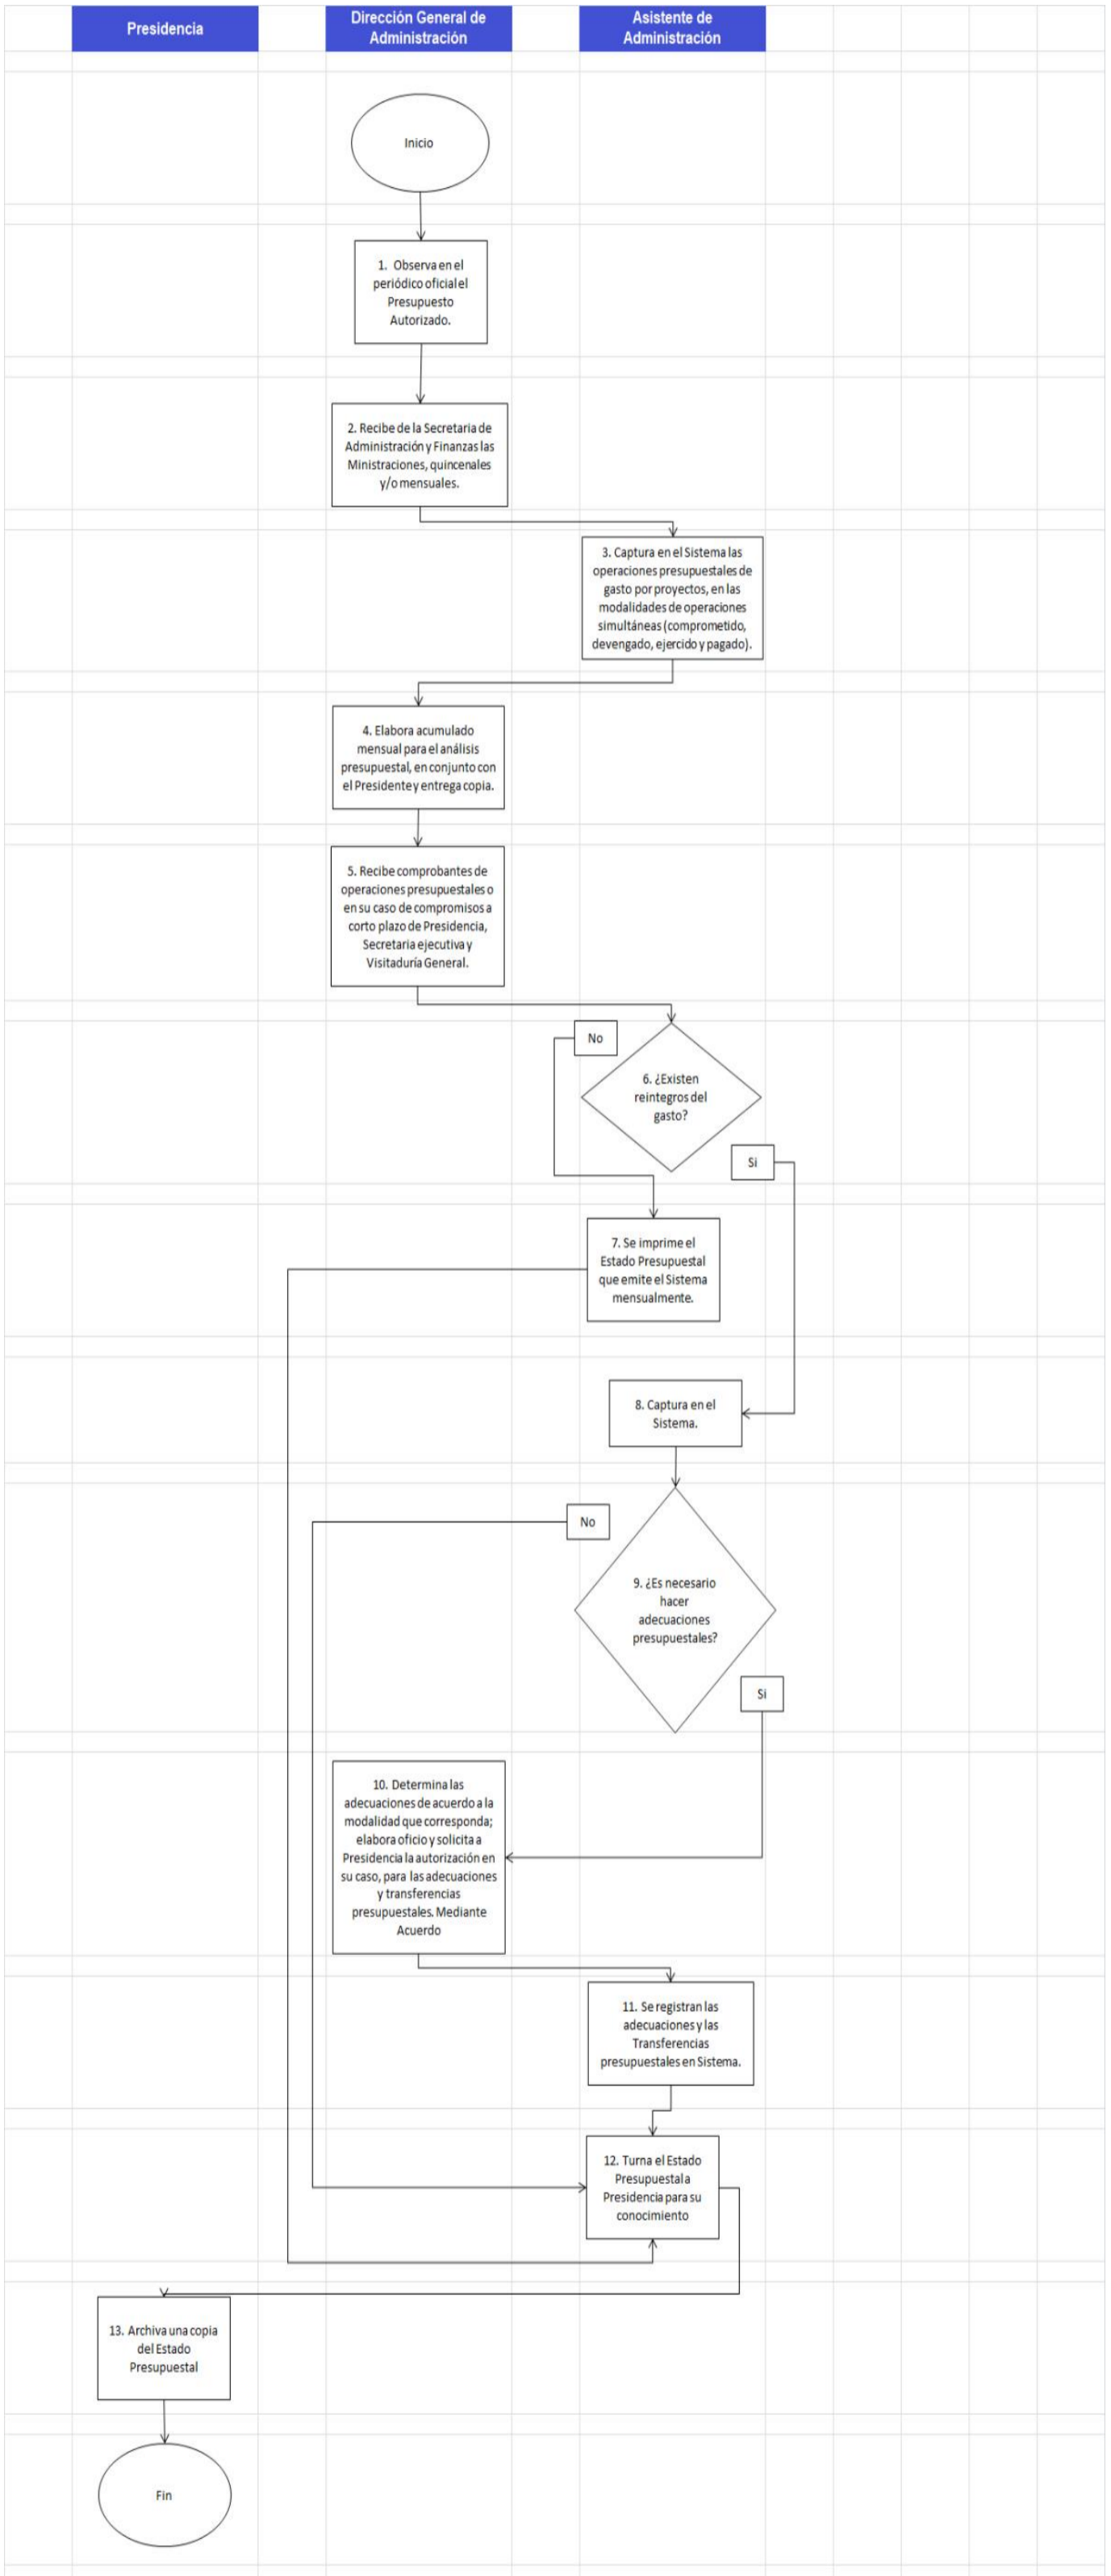 Presidencia
Dirección General de
Administración
Asistente de
Administración
Inicio
1. Observa en el
periódico oficial el
Presupuesto
Autorizado.
2. Recibe de la Secretaria de
Administración y Finanzas las
Ministraciones, quincenales
y/o mensuales.
3. Captura en el Sistema las
operaciones presupuestales de
gasto por proyectos, en las
modalidades de operaciones
simultáneas (comprometido,
devengado, ejercido y pagado).
4. Elabora acumulado
mensual para el análisis
presupuestal, en conjunto con
el Presidente y entrega copia.
5. Recibe comprobantes de
operaciones presupuestales o
en su caso de compromisos a
corto plazo de Presidencia,
Secretaria ejecutiva y
Visitaduría General.
No
6. ¿Existen
reintegros del
gasto?
Si
7. Se imprime el
Estado Presupuestal
que emite el Sistema
mensualmente.
8. Captura en el
Sistema.
No
9. ¿Es necesario
hacer
adecuaciones
presupuestales?
Si
10. Determina las
adecuaciones de acuerdo a la
modalidad que corresponda;
elabora oficio y solicita a
Presidencia la autorización en
su caso, para las adecuaciones
y transferencias
presupuestales. Mediante
Acuerdo
11. Se registran las
adecuaciones y las
Transferencias
presupuestales en Sistema.
12. Turna el Estado
Presupuestal a
Presidencia para su
conocimiento
13. Archiva una copia
del Estado
Presupuestal
Fin